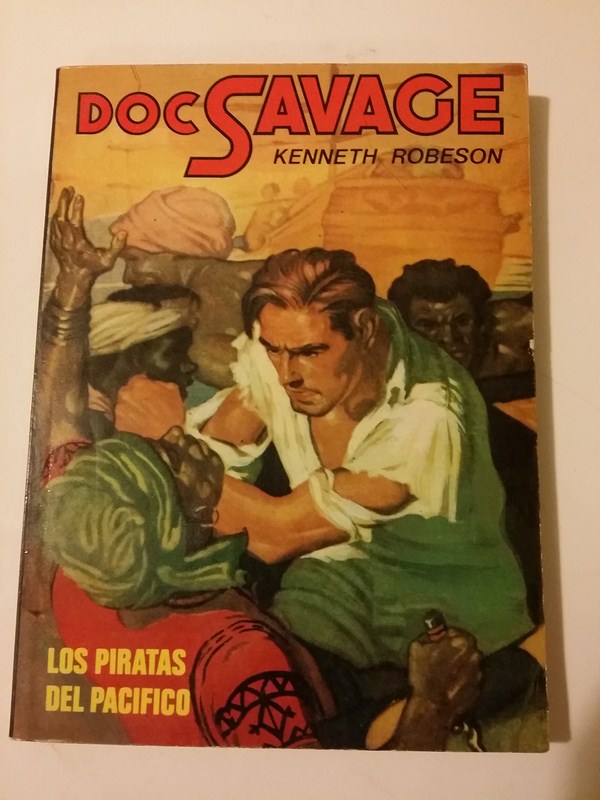 DOC SAVAGE
KENNETH ROBESON
LOS PIRATAS
DEL PACIFICO